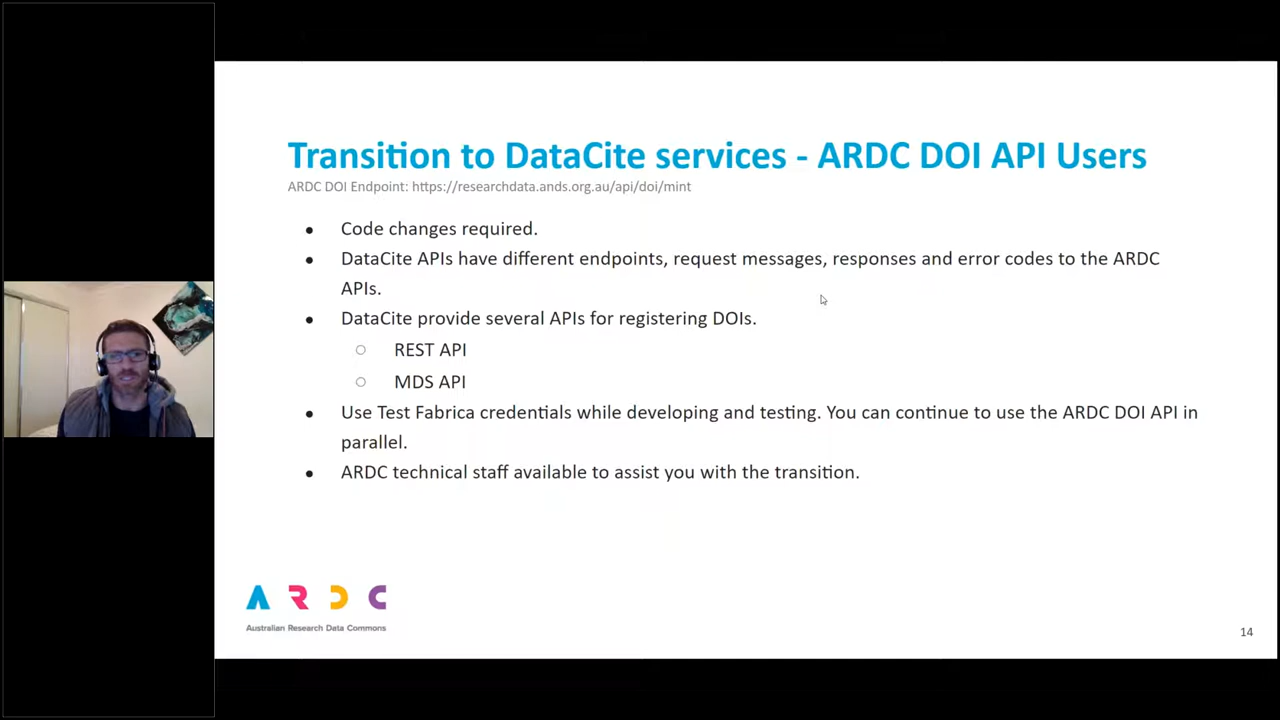 Transition to DataCite services - ARDC DOI API Users
ARDC DOI Endpoint: https://researchdata.ands.org.au/api/doi/mint
● Code changes required.
● DataCite APIs have different endpoints, request messages, responses and error codes to the ARDC
APIs.
● DataCite provide several APIs for registering DOIs.
○ REST API
○ MDS API
● Use Test Fabrica credentials while developing and testing. You can continue to use the ARDC DOI API in
parallel.
● ARDC technical staff available to assist you with the transition.
ARDC
Australian Research Data Commons
14